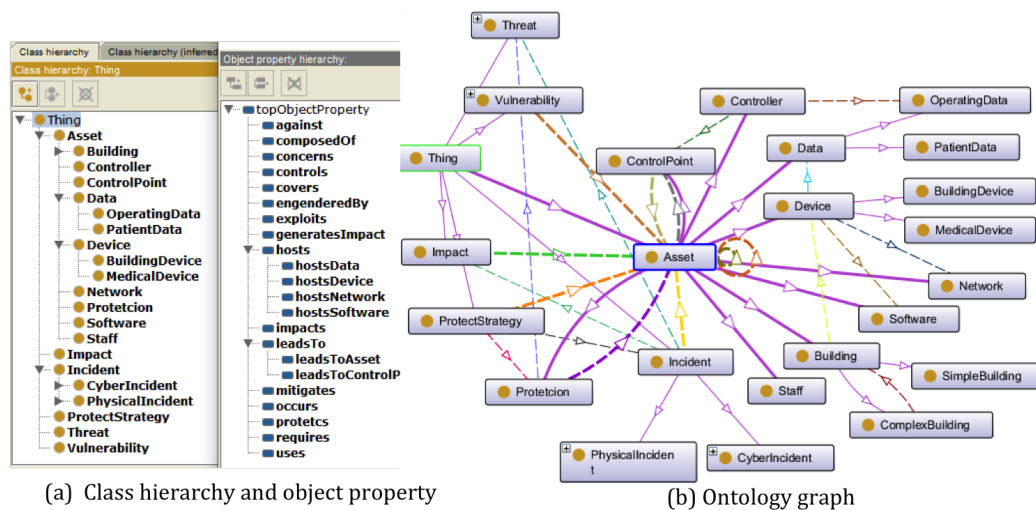 Class hierarchy
Class hierarchy (inferred
Class hierarchy: Thing
Thing
Asset
Building
Controller
ControlPoint
Data
OperatingData
PatientData
Device
BuildingDevice
MedicalDevice
Network
Protetcion
Software
Staff
Impact
Incident
CyberIncident
PhysicalIncident
ProtectStrategy
Threat
Vulnerability
Object property hierarchy:
topObjectProperty
against
composedOf
concerns
controls
covers
engenderedBy
exploits
generatesImpact
hosts
hostsData
hostsDevice
hostsNetwork
hostsSoftware
impacts
leadsTo
leadsToAsset
leadsToControlP
mitigates
occurs
protetcs
requires
uses
(a) Class hierarchy and object property
Threat
Vulnerability
Controller
OperatingData
Thing
ControlPoint
Data
PatientData
Device
BuildingDevice
MedicalDevice
Impact
Asset
Network
ProtectStrategy
Software
Incident
Building
SimpleBuilding
Protetcion
Staff
ComplexBuilding
PhysicalInciden
t
CyberIncident
(b) Ontology graph